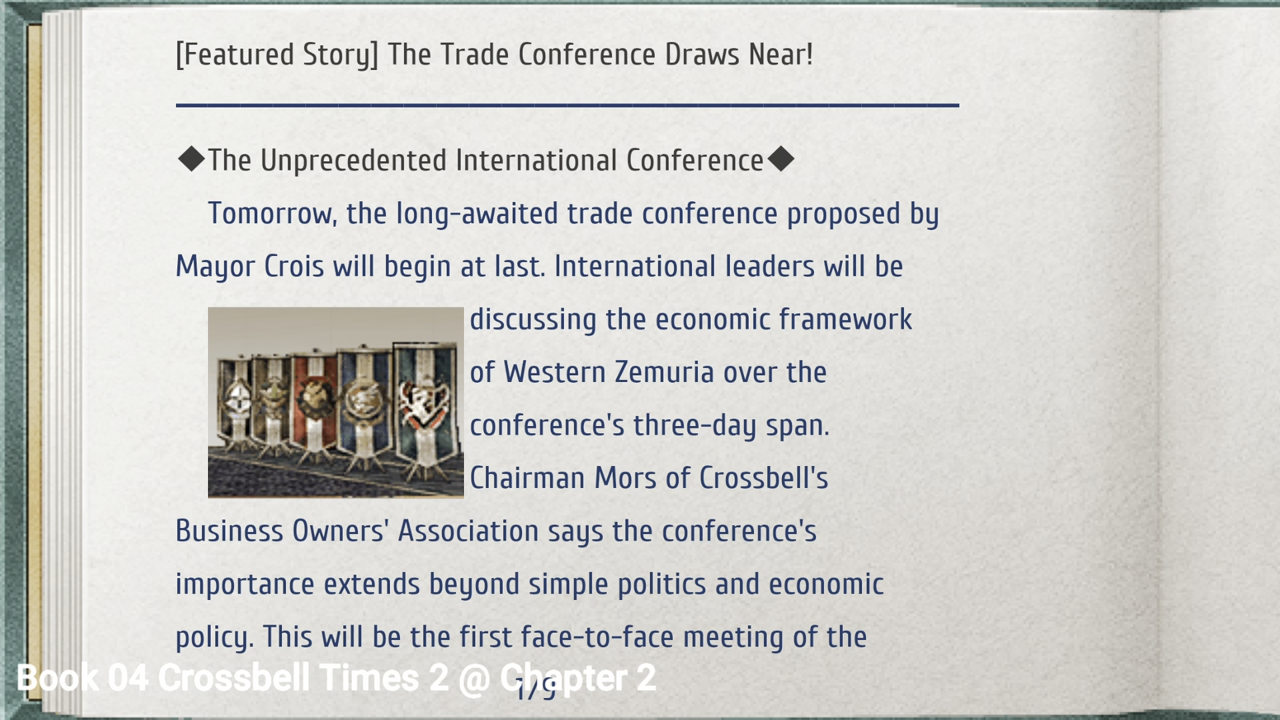 [Featured Story] The Trade Conference Draws Near!
◆The Unprecedented International Conference◆
Tomorrow, the long-awaited trade conference proposed by
Mayor Crois will begin at last. International leaders will be
discussing the economic framework
of Western Zemuria over the
conference's three-day span.
Chairman Mors of Crossbell's
Business Owners' Association says the conference's
importance extends beyond simple politics and economic
policy. This will be the first face-to-face meeting of the
Book 04 Crossbell Times 2 @ Chapter 2
1/9